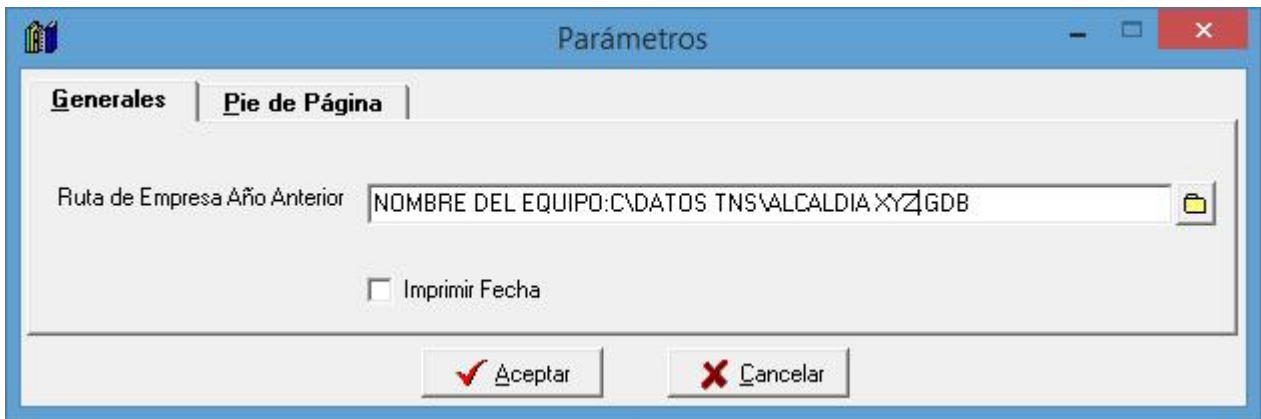 Parámetros
Generales
Pie de Página
Ruta de Empresa Año Anterior
NOMBRE DEL EQUIPO:C\DATOS TNS\ALCALDIA XYZ.GDB
Imprimir Fecha
Aceptar
Cancelar